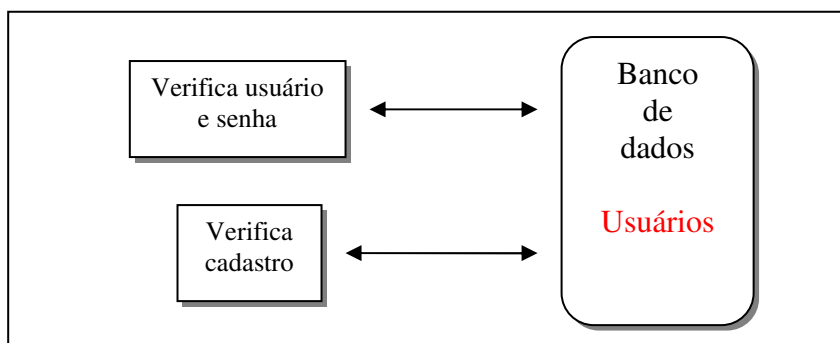 Verifica usuário
e senha
Banco
de
dados
Usuários
Verifica
cadastro